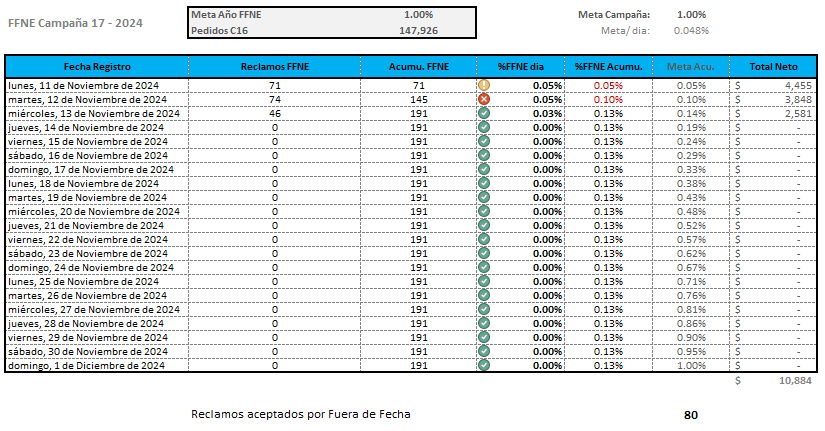 FFNE Campaña 17 - 2024
Meta Año FFNE 1.00% Meta Campaña: 1.00%
Pedidos C16 147,926 Meta/ dia: 0.048%
Fecha Registro Reclamos FFNE Acumu. FFNE %FFNE dia %FFNE Acumu. Meta Acu. Total Neto
lunes, 11 de Noviembre de 2024 71 71 0.05% 0.05% 0.05% $ 4,455
martes, 12 de Noviembre de 2024 74 145 0.05% 0.10% 0.10% $ 3,848
miércoles, 13 de Noviembre de 2024 46 191 0.03% 0.13% 0.14% $ 2,581
jueves, 14 de Noviembre de 2024 0 191 0.00% 0.13% 0.19% $ -
viernes, 15 de Noviembre de 2024 0 191 0.00% 0.13% 0.24% $ -
sábado, 16 de Noviembre de 2024 0 191 0.00% 0.13% 0.29% $ -
domingo, 17 de Noviembre de 2024 0 191 0.00% 0.13% 0.33% $ -
lunes, 18 de Noviembre de 2024 0 191 0.00% 0.13% 0.38% $ -
martes, 19 de Noviembre de 2024 0 191 0.00% 0.13% 0.43% $ -
miércoles, 20 de Noviembre de 2024 0 191 0.00% 0.13% 0.48% $ -
jueves, 21 de Noviembre de 2024 0 191 0.00% 0.13% 0.52% $ -
viernes, 22 de Noviembre de 2024 0 191 0.00% 0.13% 0.57% $ -
sábado, 23 de Noviembre de 2024 0 191 0.00% 0.13% 0.62% $ -
domingo, 24 de Noviembre de 2024 0 191 0.00% 0.13% 0.67% $ -
lunes, 25 de Noviembre de 2024 0 191 0.00% 0.13% 0.71% $ -
martes, 26 de Noviembre de 2024 0 191 0.00% 0.13% 0.76% $ -
miércoles, 27 de Noviembre de 2024 0 191 0.00% 0.13% 0.81% $ -
jueves, 28 de Noviembre de 2024 0 191 0.00% 0.13% 0.86% $ -
viernes, 29 de Noviembre de 2024 0 191 0.00% 0.13% 0.90% $ -
sábado, 30 de Noviembre de 2024 0 191 0.00% 0.13% 0.95% $ -
domingo, 1 de Diciembre de 2024 0 191 0.00% 0.13% 1.00% $ -
$ 10,884
Reclamos aceptados por Fuera de Fecha 80